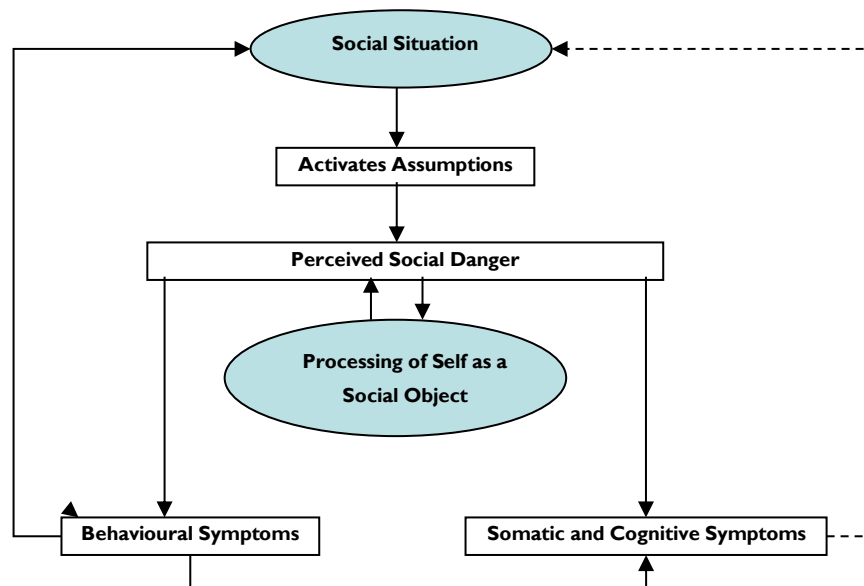 Social Situation
Activates Assumptions
Perceived Social Danger
Processing of Self as a
Social Object
Behavioural Symptoms
Somatic and Cognitive Symptoms